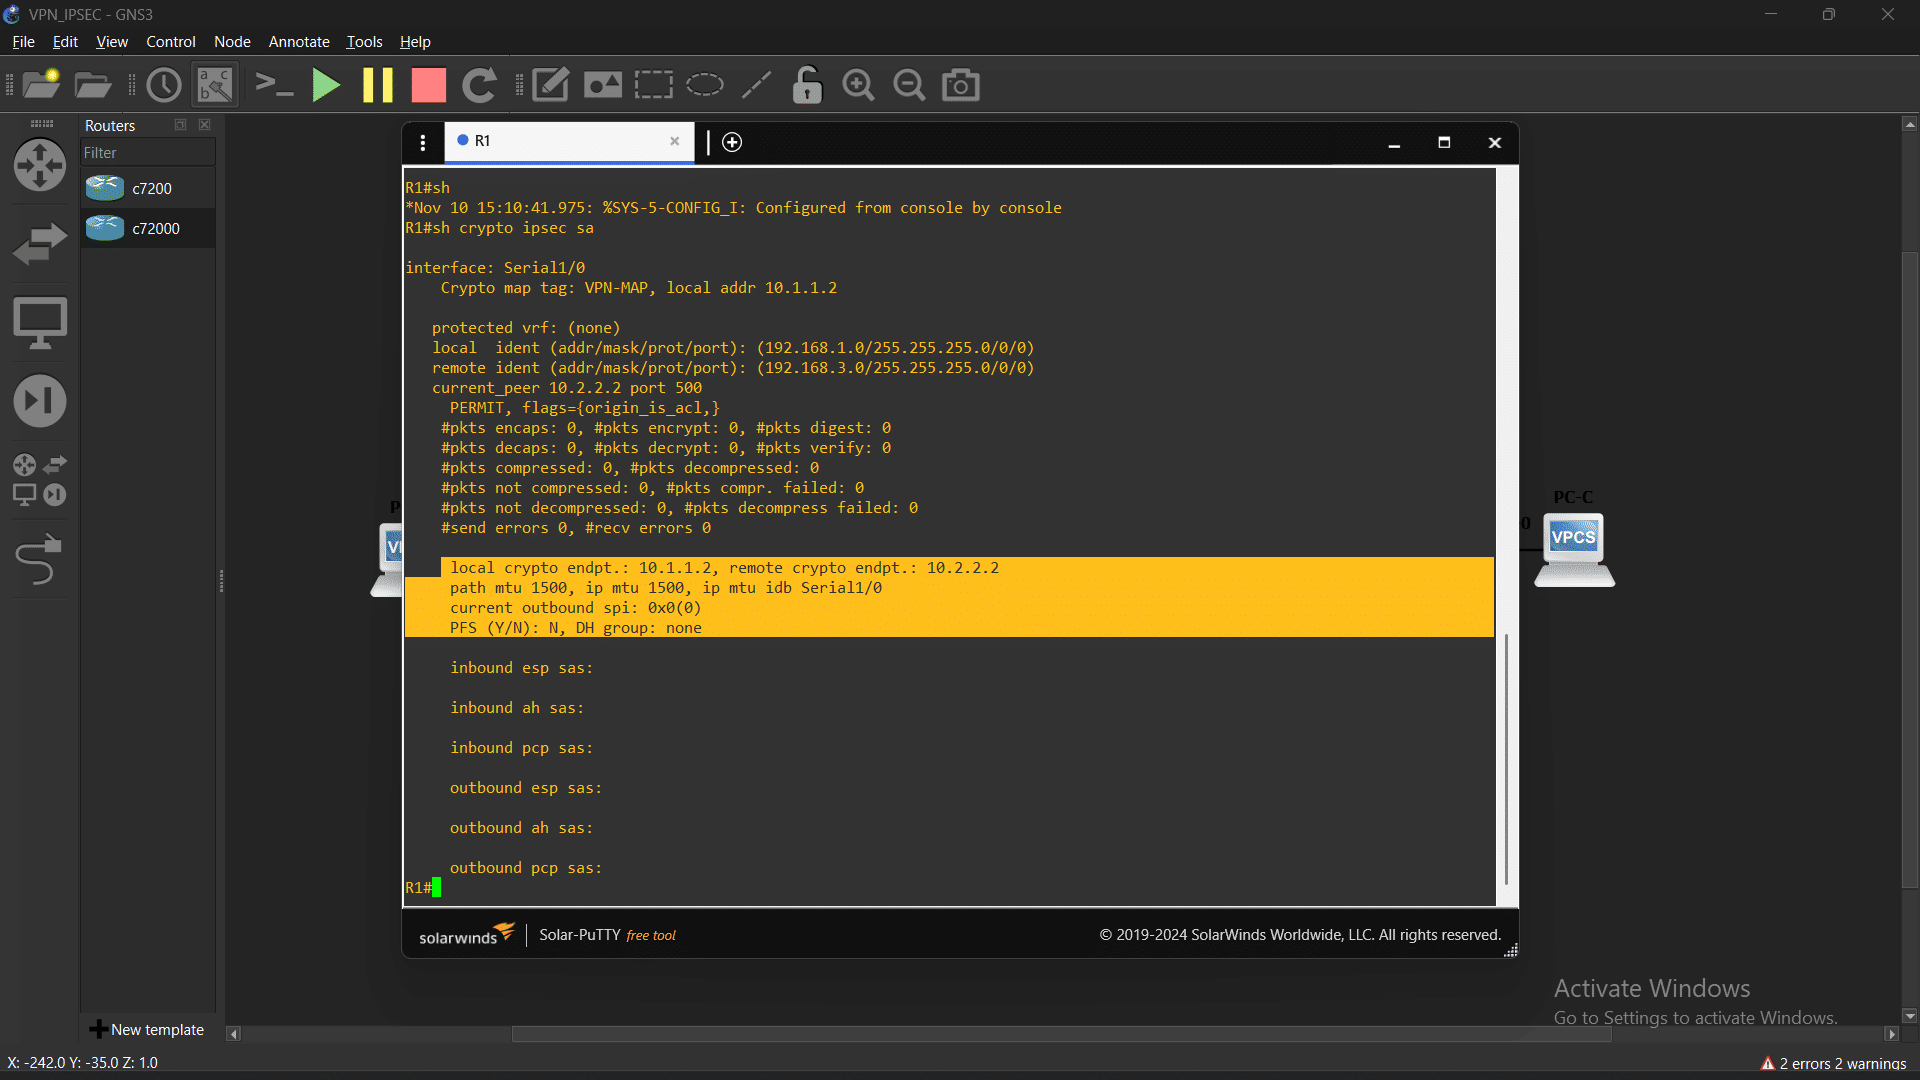 VPN_IPSEC - GNS3
File Edit View Control Node Annotate Tools Help
Routers
Filter
c7200
c72000
R1
R1#sh
*Nov 10 15:10:41.975: %SYS-5-CONFIG_I: Configured from console by console
R1#sh crypto ipsec sa
interface: Serial1/0
Crypto map tag: VPN-MAP, local addr 10.1.1.2
protected vrf: (none)
local  ident (addr/mask/prot/port): (192.168.1.0/255.255.255.0/0/0)
remote ident (addr/mask/prot/port): (192.168.3.0/255.255.255.0/0/0)
current_peer 10.2.2.2 port 500
PERMIT, flags={origin_is_acl,}
#pkts encaps: 0, #pkts encrypt: 0, #pkts digest: 0
#pkts decaps: 0, #pkts decrypt: 0, #pkts verify: 0
#pkts compressed: 0, #pkts decompressed: 0
#pkts not compressed: 0, #pkts compr. failed: 0
#pkts not decompressed: 0, #pkts decompress failed: 0
#send errors 0, #recv errors 0
local crypto endpt.: 10.1.1.2, remote crypto endpt.: 10.2.2.2
path mtu 1500, ip mtu 1500, ip mtu idb Serial1/0
current outbound spi: 0x0(0)
PFS (Y/N): N, DH group: none
inbound esp sas:
inbound ah sas:
inbound pcp sas:
outbound esp sas:
outbound ah sas:
outbound pcp sas:
R1#
PC-C
VPCS
solarwinds
Solar-PuTTY free tool
© 2019-2024 SolarWinds Worldwide, LLC. All rights reserved.
Activate Windows
Go to Settings to activate Windows.
New template
X: -242.0 Y: -35.0 Z: 1.0
2 errors 2 warnings